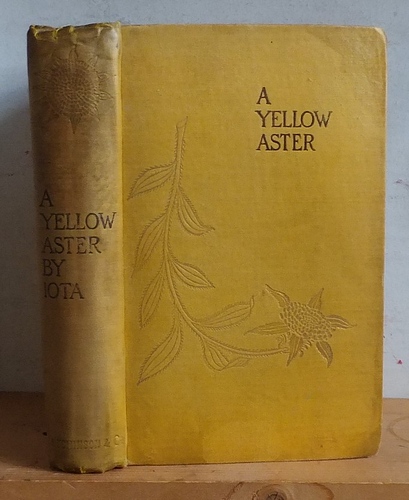 A
YELLOW
ASTER
BY
IOTA
A
YELLOW
ASTER